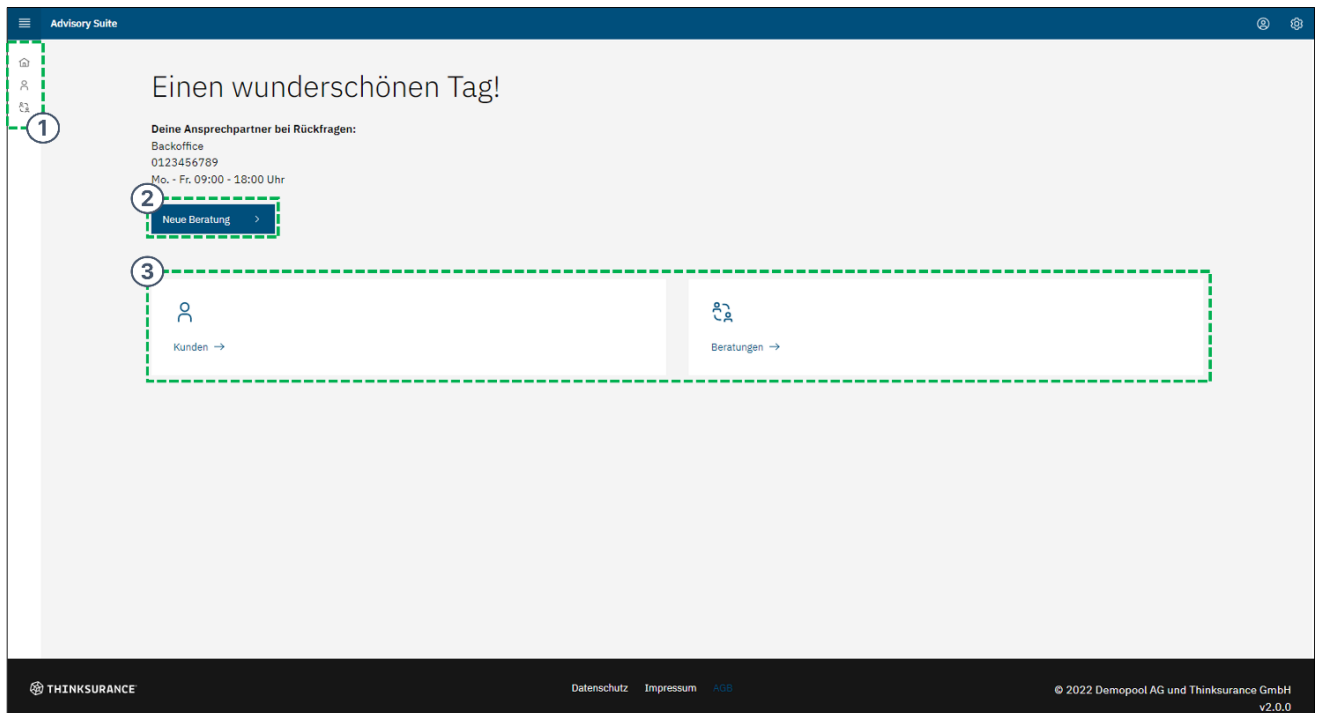 Advisory Suite
Einen wunderschönen Tag!
1
Deine Ansprechpartner bei Rückfragen:
Backoffice
0123456789
Mo. - Fr. 09:00 - 18:00 Uhr
2
Neue Beratung
3
Kunden →
Beratungen →
THINKSURANCE
Datenschutz Impressum AGB
© 2022 Demopool AG und Thinksurance GmbH
v2.0.0